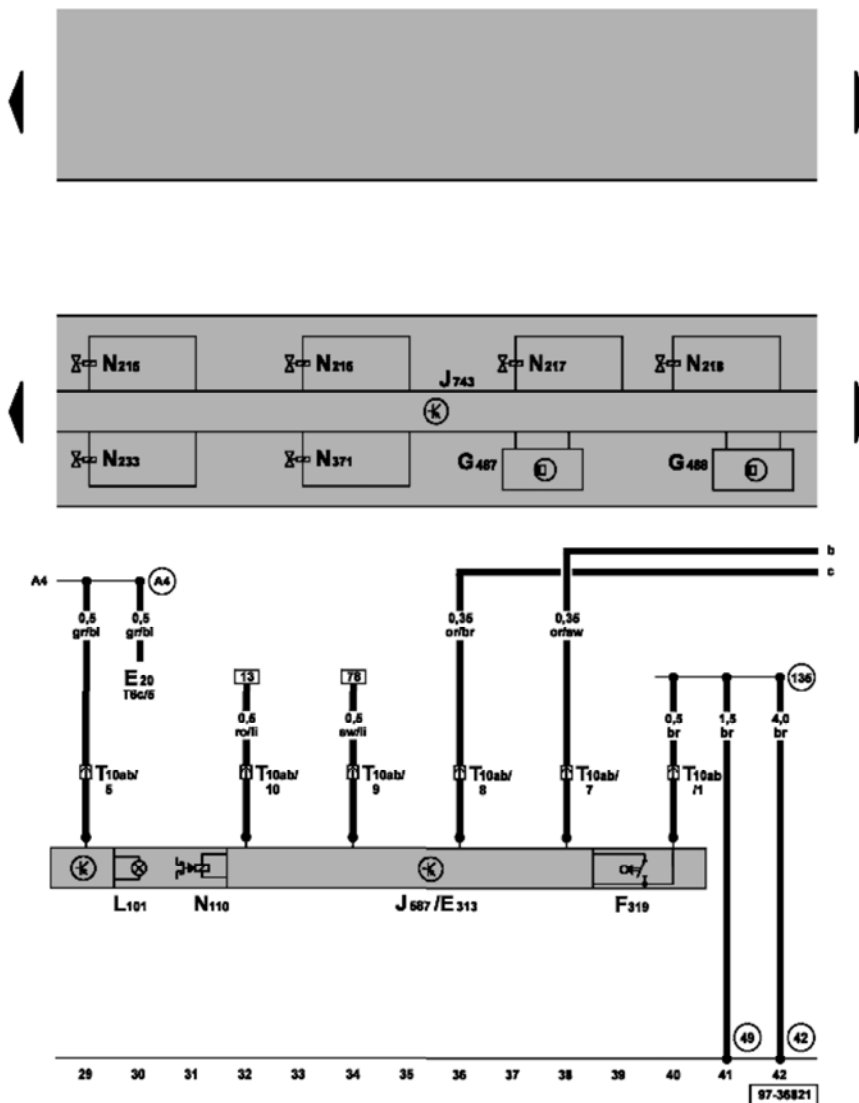 N215
N216
N217
N218
J743
N233
N371
G487
G488
b
c
A4
A4
0,5
gr/bl
0,5
gr/bl
0,35
or/br
0,35
or/sw
E20
T6c/5
13
78
135
0,5
ro/li
0,5
sw/li
0,5
br
1,5
br
4,0
br
T10ab/
5
T10ab/
10
T10ab/
9
T10ab/
8
T10ab/
7
T10ab
/1
L101
N110
J587 /E313
F319
49
42
29 30 31 32 33 34 35 36 37 38 39 40 41 42
97-36821